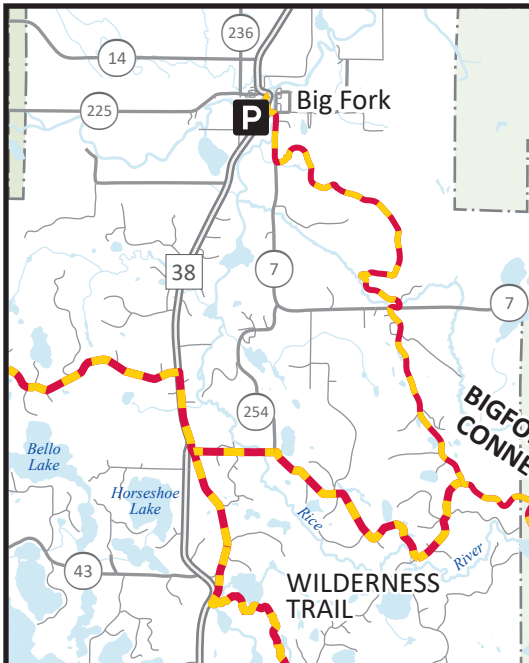 236
14
225
P
Big Fork
38
7
7
254
BIGFO
CONNE
Bello
Lake
Horseshoe
Lake
Rice
River
43
WILDERNESS
TRAIL